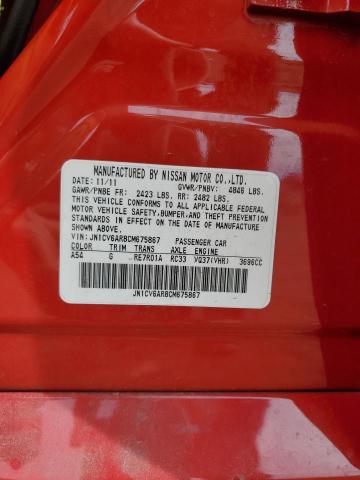 MANUFACTURED BY NISSAN MOTOR CO.,LTD.
DATE:11/11 GVWR/PNBV: 4846 LBS.
GAWR/PNBE FR: 2423 LBS. RR: 2482 LBS.
THIS VEHICLE CONFORMS TO ALL APPLICABLE FEDERAL
MOTOR VEHICLE SAFETY,BUMPER,AND THEFT PREVENTION
STANDARDS IN EFFECT ON THE DATE OF MANUFACTURE
SHOWN ABOVE.
VIN:JN1CV6AR8CM675867 PASSENGER CAR
COLOR TRIM TRANS AXLE ENGINE
A54 G RE7R01A RC33 VQ37(VHR) 3696CC
JN1CV6AR8CM675867